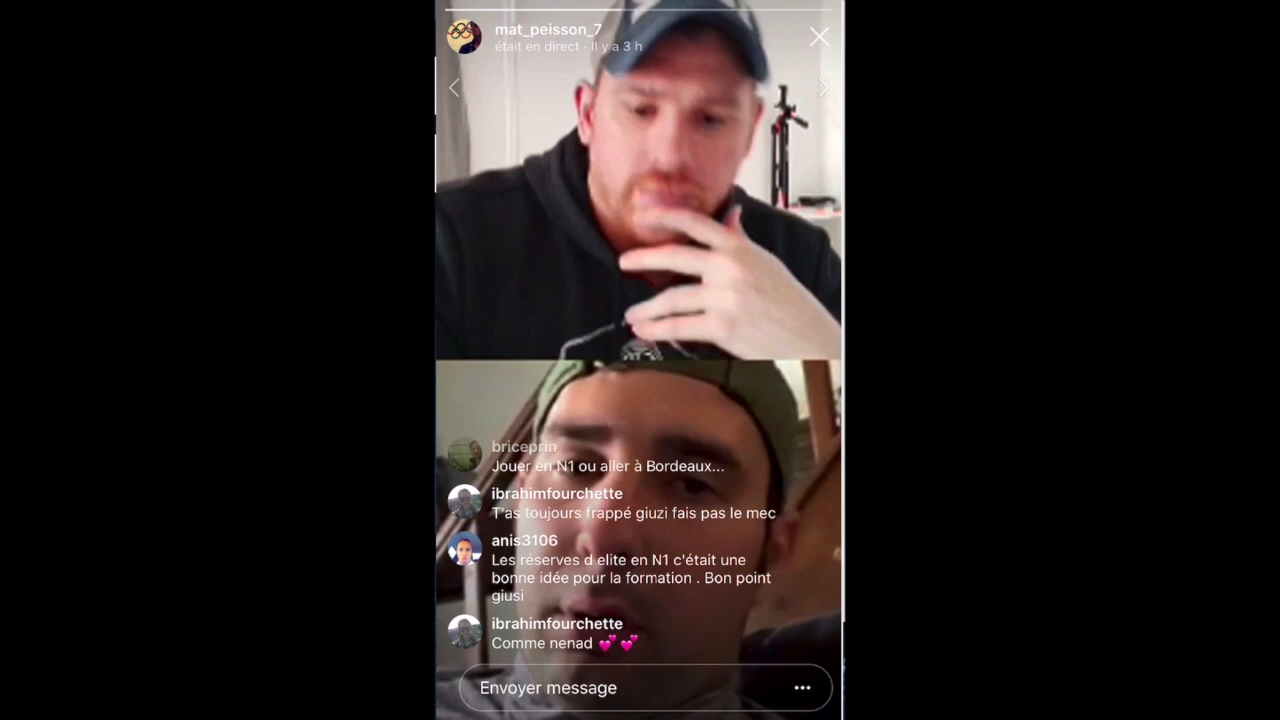 mat_peisson_7
était en direct · Il y a 3 h
briceprin
Jouer en N1 ou aller à Bordeaux...
ibrahimfourchette
T'as toujours frappé giuzi fais pas le mec
anis3106
Les réserves d elite en N1 c'était une
bonne idée pour la formation . Bon point
giusi
ibrahimfourchette
Comme nenad 💕 💕
Envoyer message